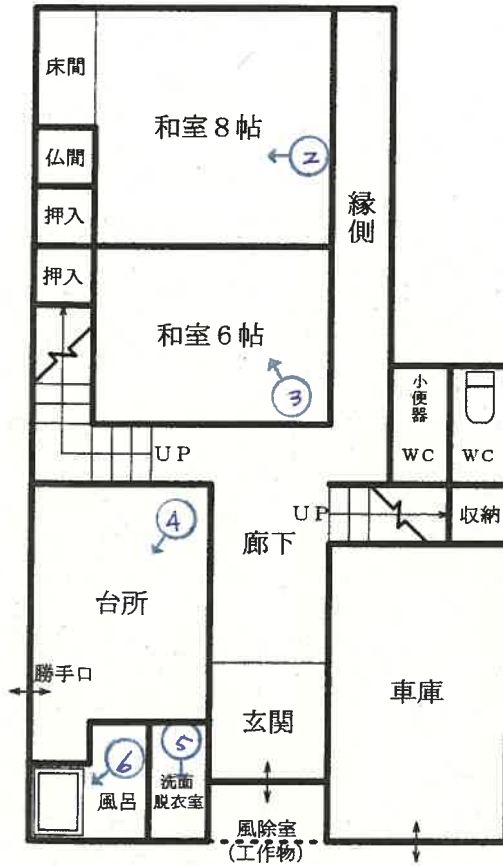 床間
和室８帖
②
仏間
縁側
押入
押入
和室６帖
③
小便器
WC
WC
UP
④
UP
収納
廊下
台所
勝手口
車庫
玄関
⑤
⑥
洗面
脱衣室
風呂
風除室
(工作物)